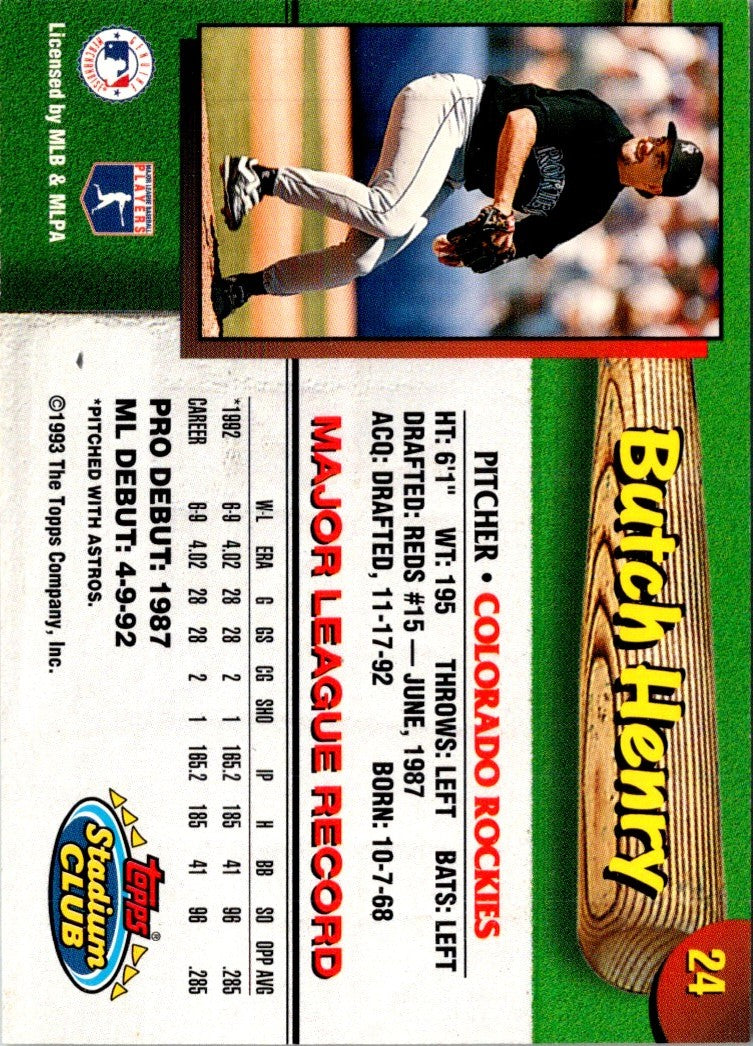 24
Butch Henry
ROCKIES
PITCHER • COLORADO ROCKIES
HT: 6'1" WT: 195 THROWS: LEFT BATS: LEFT
DRAFTED: REDS #15 — JUNE, 1987
ACQ: DRAFTED, 11-17-92 BORN: 10-7-68
MAJOR LEAGUE RECORD
W-L ERA G GS CG SHO IP H BB SO OPP AVG
*1992 6-9 4.02 28 28 2 1 165.2 185 41 96 .285
CAREER 6-9 4.02 28 28 2 1 165.2 185 41 96 .285
PRO DEBUT: 1987
ML DEBUT: 4-9-92
*PITCHED WITH ASTROS.
©1993 The Topps Company, Inc.
topps®
Stadium
CLUB
GENUINE
MERCHANDISE
MAJOR LEAGUE BASEBALL
PLAYERS
Licensed by MLB & MLPA